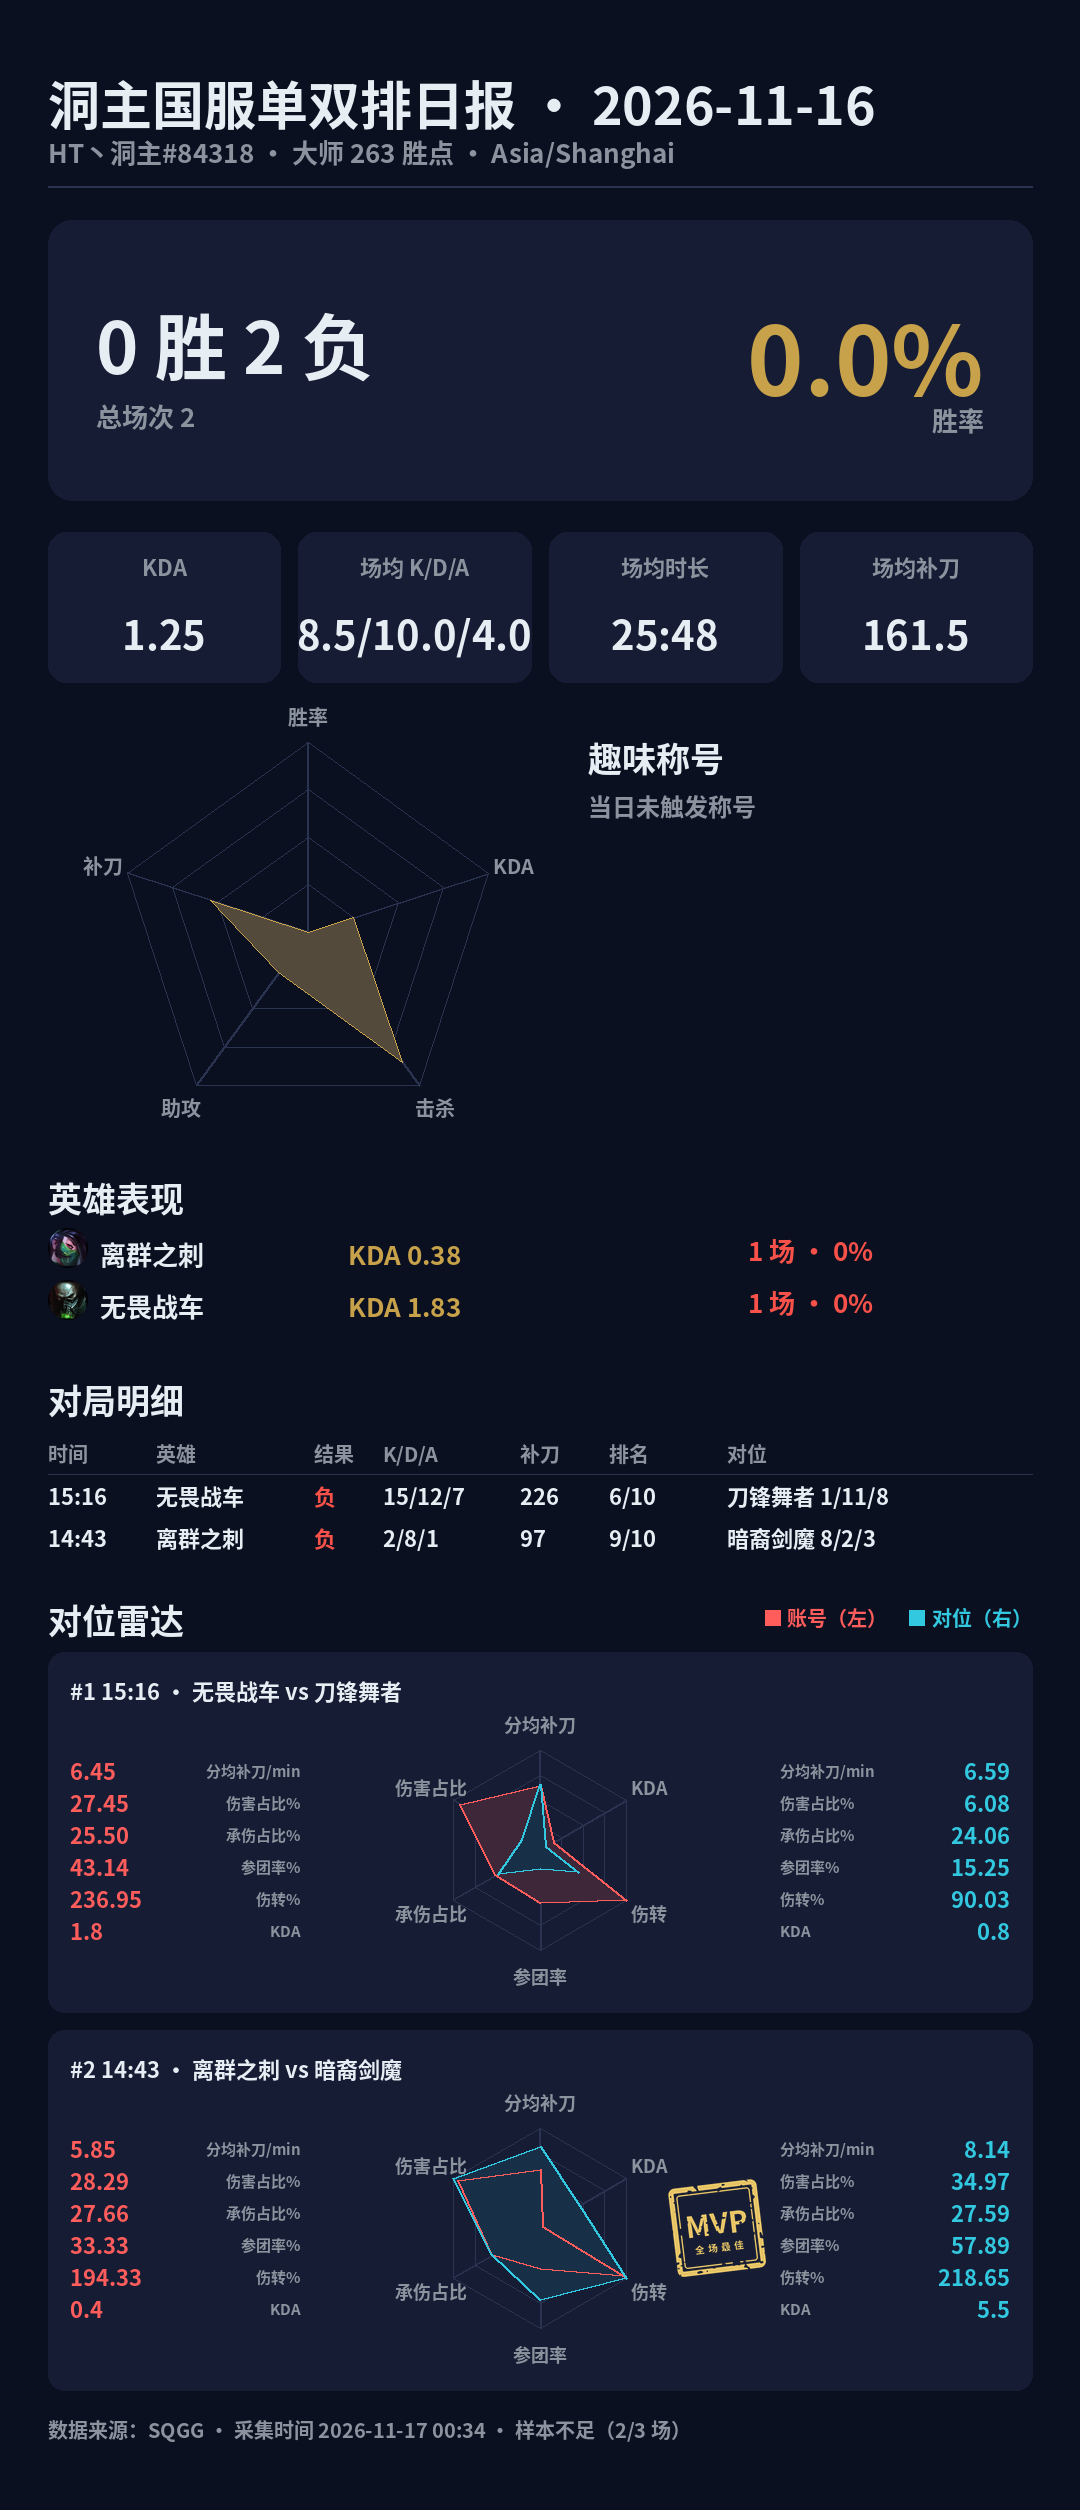 洞主国服单双排日报 · 2026-11-16
HT丶洞主#84318 · 大师 263 胜点 · Asia/Shanghai
0 胜 2 负
0.0%
总场次 2
胜率
KDA
1.25
场均 K/D/A
8.5/10.0/4.0
场均时长
25:48
场均补刀
161.5
胜率
KDA
击杀
助攻
补刀
趣味称号
当日未触发称号
英雄表现
离群之刺 KDA 0.38 1 场 · 0%
无畏战车 KDA 1.83 1 场 · 0%
对局明细
时间 英雄 结果 K/D/A 补刀 排名 对位
15:16 无畏战车 负 15/12/7 226 6/10 刀锋舞者 1/11/8
14:43 离群之刺 负 2/8/1 97 9/10 暗裔剑魔 8/2/3
对位雷达
账号（左） 对位（右）
#1 15:16 · 无畏战车 vs 刀锋舞者
6.45 分均补刀/min
27.45 伤害占比%
25.50 承伤占比%
43.14 参团率%
236.95 伤转%
1.8 KDA
分均补刀
KDA
伤转
参团率
承伤占比
伤害占比
分均补刀/min 6.59
伤害占比% 6.08
承伤占比% 24.06
参团率% 15.25
伤转% 90.03
KDA 0.8
#2 14:43 · 离群之刺 vs 暗裔剑魔
5.85 分均补刀/min
28.29 伤害占比%
27.66 承伤占比%
33.33 参团率%
194.33 伤转%
0.4 KDA
分均补刀
KDA
伤转
参团率
承伤占比
伤害占比
MVP
全场最佳
分均补刀/min 8.14
伤害占比% 34.97
承伤占比% 27.59
参团率% 57.89
伤转% 218.65
KDA 5.5
数据来源：SQGG · 采集时间 2026-11-17 00:34 · 样本不足（2/3 场）